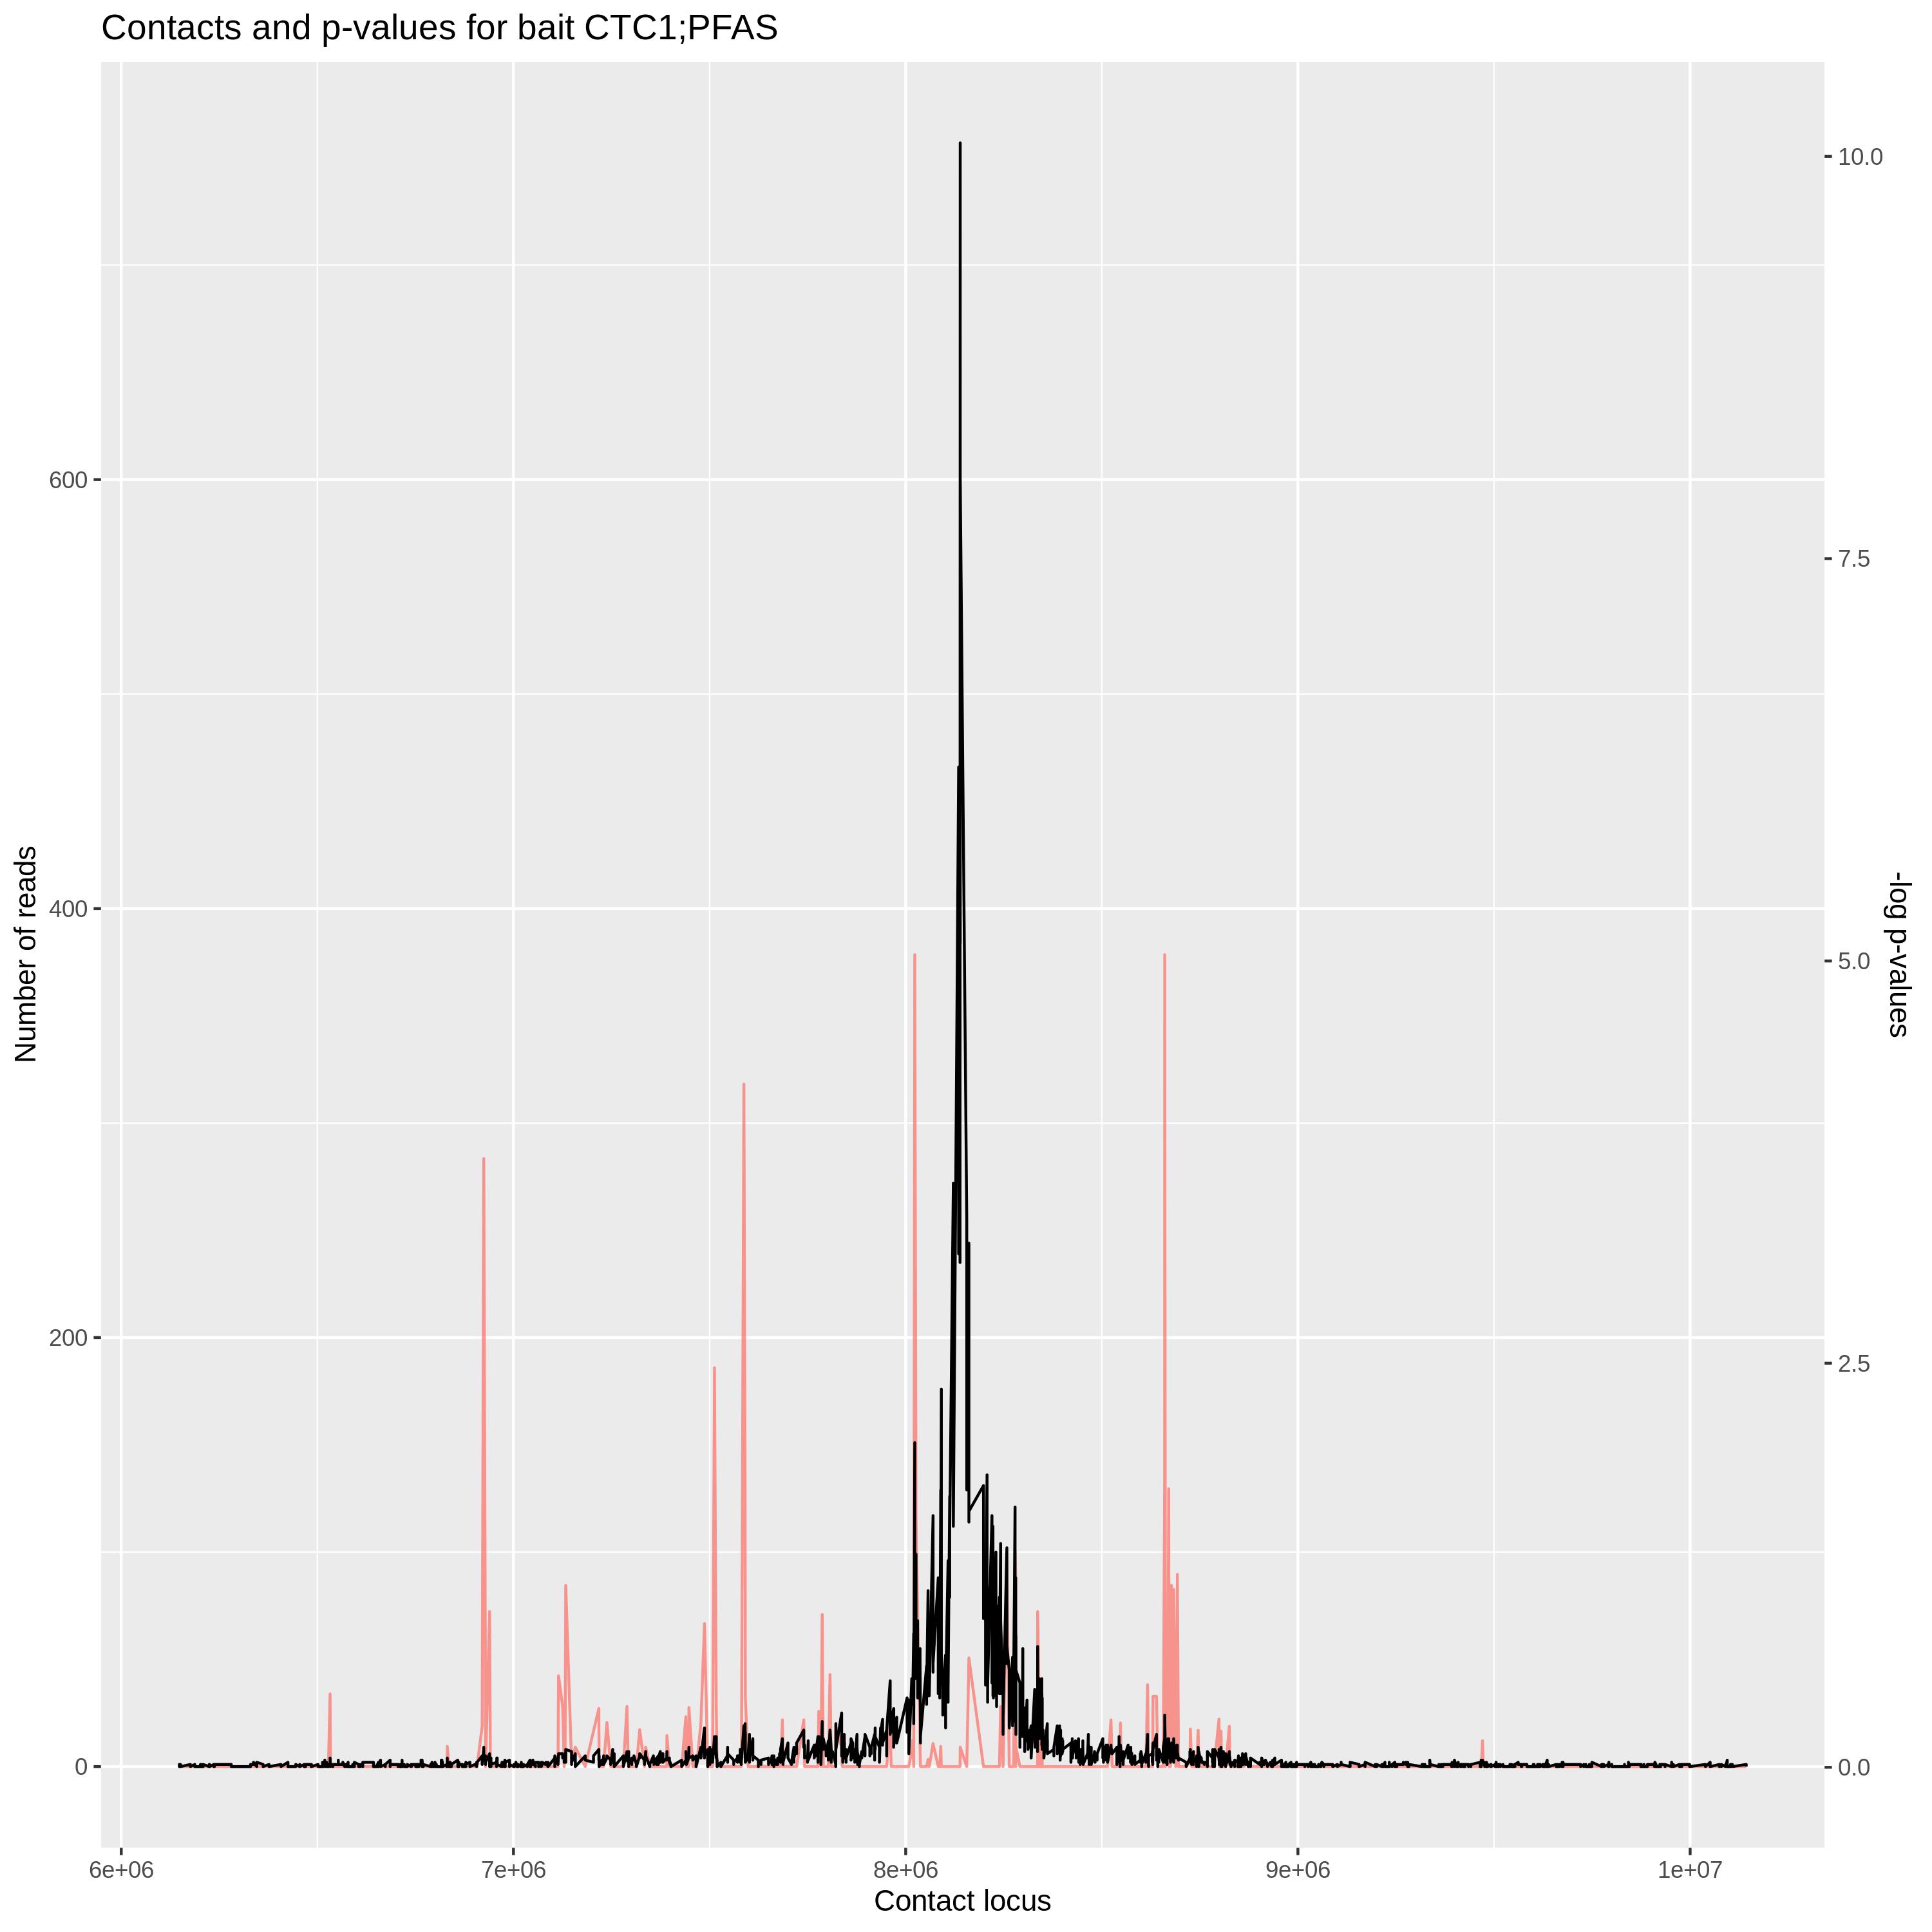 Contacts and p-values for bait CTC1;PFAS
10.0
7.5
600
400
5.0
Number of reads
-log p-values
200
2.5
0
0.0
6e+06 7e+06 8e+06 9e+06 1e+07
Contact locus